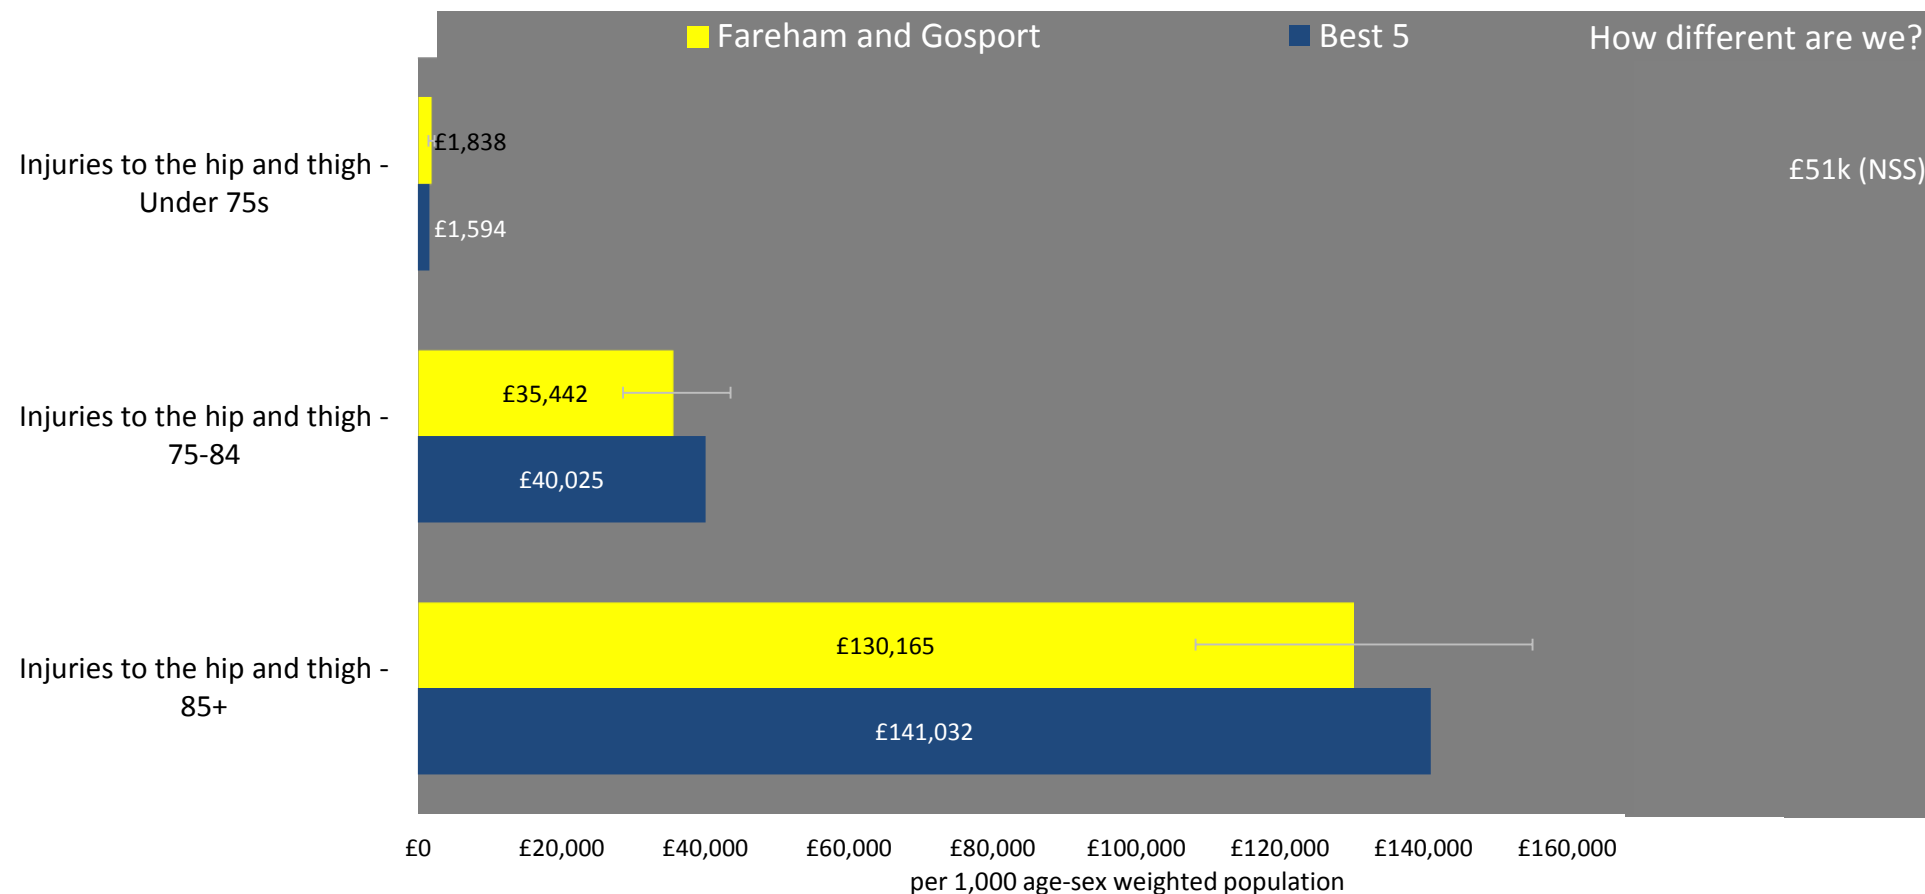 Fareham and Gosport
Best 5
How different are we?
Injuries to the hip and thigh -
Under 75s
£1,838
£1,594
£51k (NSS)
Injuries to the hip and thigh -
75-84
£35,442
£40,025
Injuries to the hip and thigh -
85+
£130,165
£141,032
£0
£20,000
£40,000
£60,000
£80,000
£100,000
£120,000
£140,000
£160,000
per 1,000 age-sex weighted population